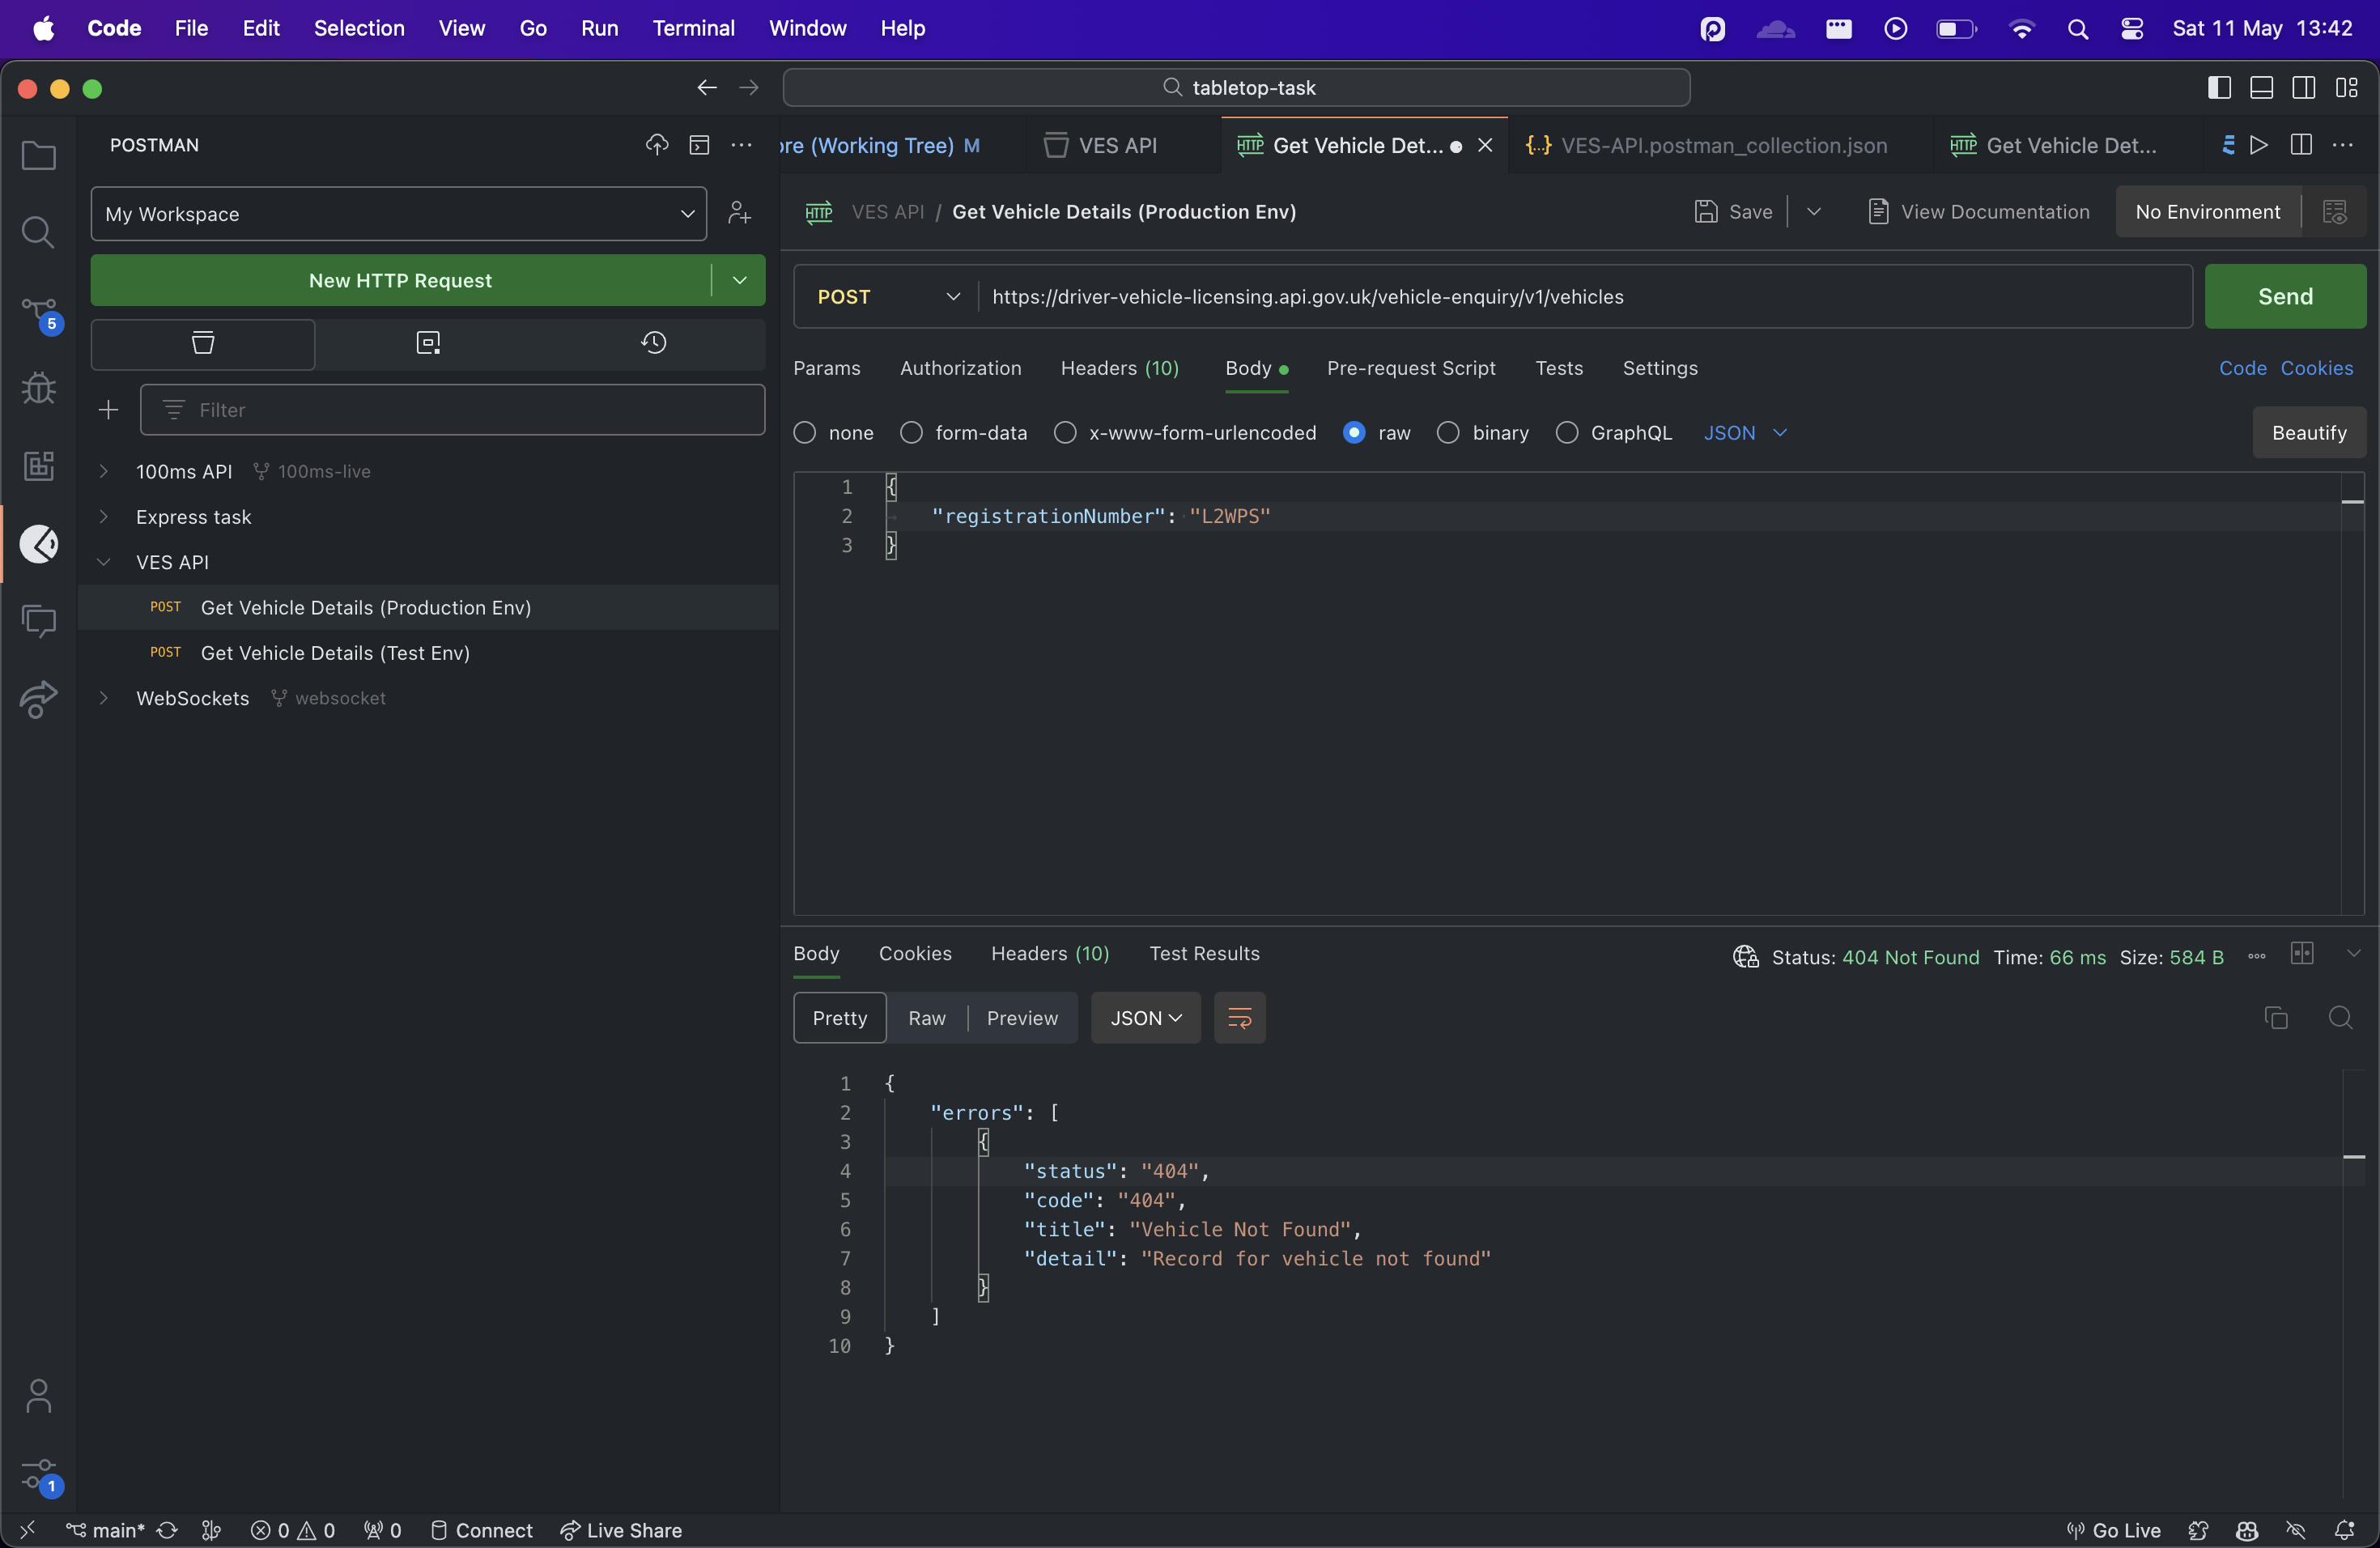 Code File Edit Selection View Go Run Terminal Window Help Sat 11 May 13:42
tabletop-task
POSTMAN
ore (Working Tree) M VES API HTTP Get Vehicle Det... {..} VES-API.postman_collection.json HTTP Get Vehicle Det...
My Workspace
HTTP VES API / Get Vehicle Details (Production Env) Save View Documentation No Environment
New HTTP Request
POST https://driver-vehicle-licensing.api.gov.uk/vehicle-enquiry/v1/vehicles Send
5
Params Authorization Headers (10) Body Pre-request Script Tests Settings Code Cookies
Filter
none form-data x-www-form-urlencoded raw binary GraphQL JSON Beautify
100ms API 100ms-live
Express task
VES API
POST Get Vehicle Details (Production Env)
POST Get Vehicle Details (Test Env)
WebSockets websocket
1 {
2 "registrationNumber": "L2WPS"
3 }
Body Cookies Headers (10) Test Results Status: 404 Not Found Time: 66 ms Size: 584 B
Pretty Raw Preview JSON
1 {
2 "errors": [
3 {
4 "status": "404",
5 "code": "404",
6 "title": "Vehicle Not Found",
7 "detail": "Record for vehicle not found"
8 }
9 ]
10 }
1
main* 0 0 0 Connect Live Share Go Live